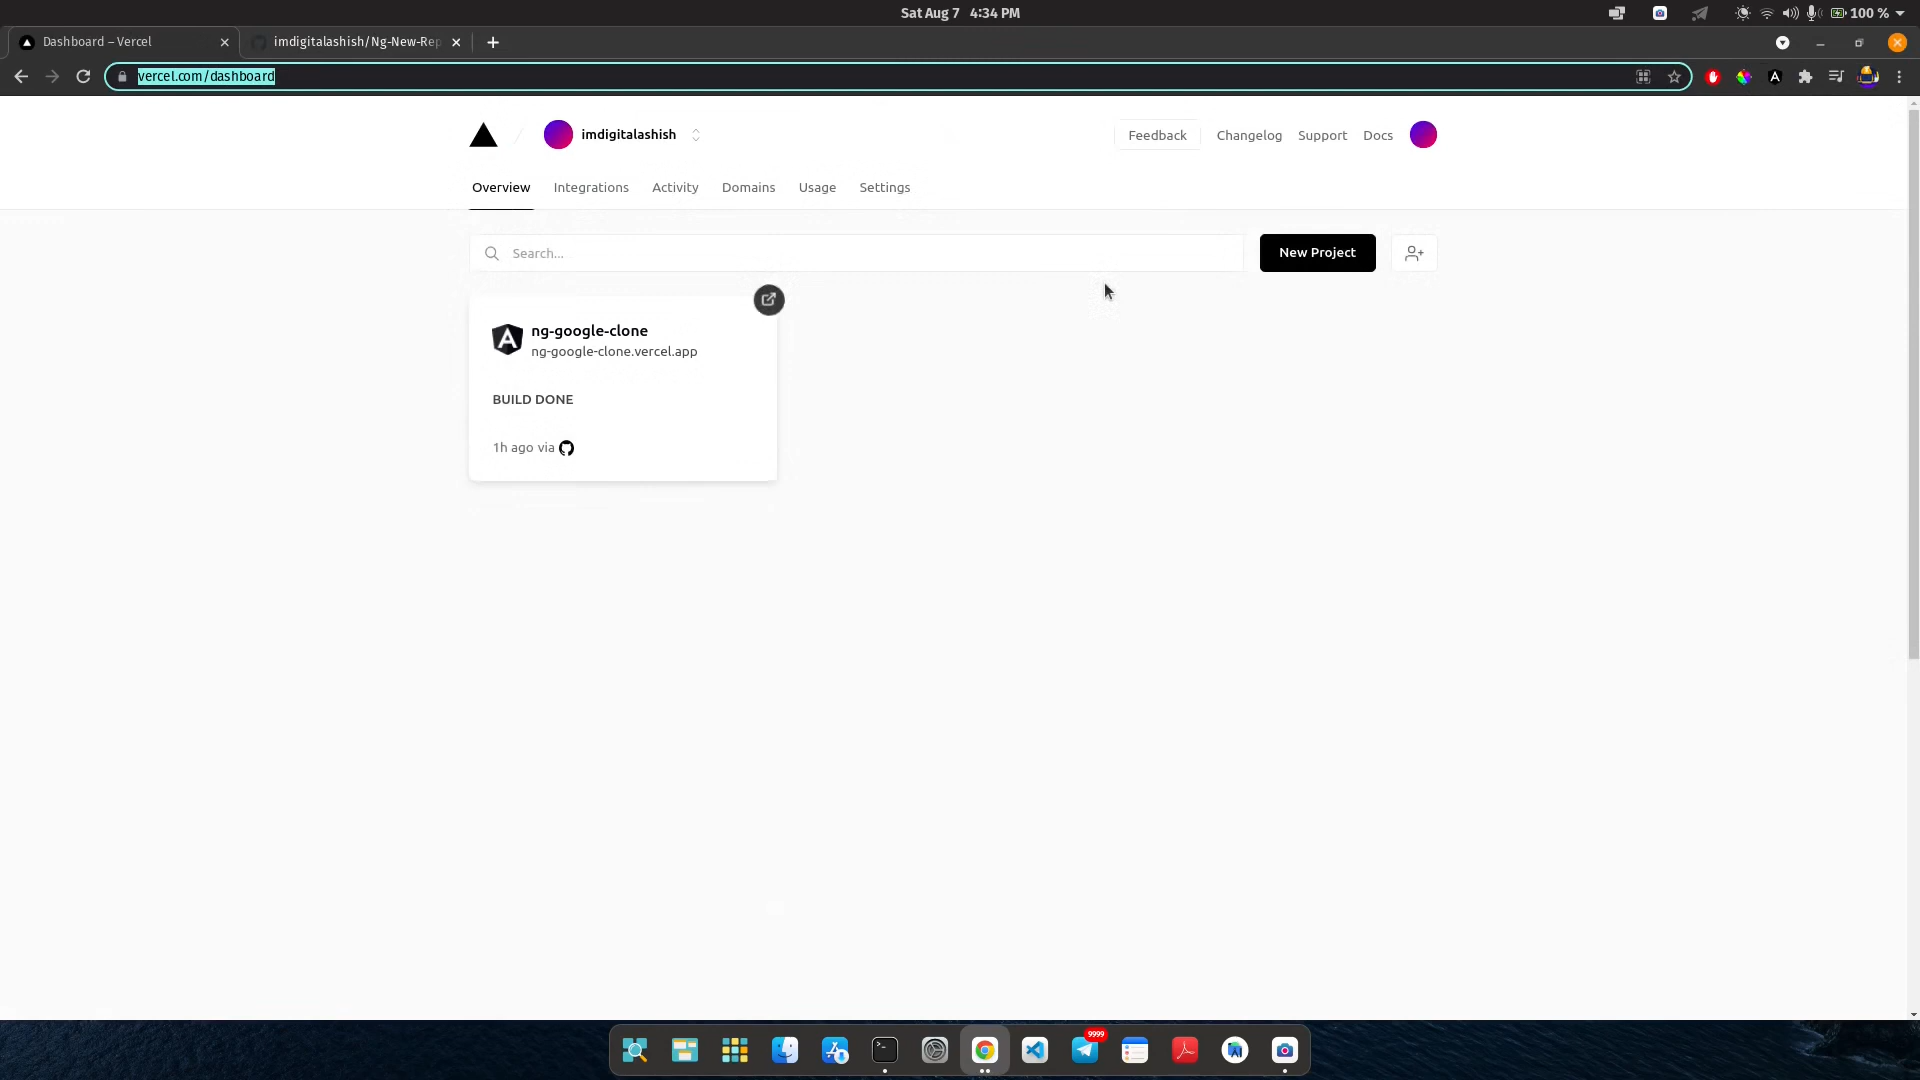 Sat Aug 7 4:34 PM
100 %
Dashboard – Vercel
imdigitalashish/Ng-New-Rep
vercel.com/dashboard
imdigitalashish
Feedback
Changelog
Support
Docs
Overview
Integrations
Activity
Domains
Usage
Settings
Search...
New Project
ng-google-clone
ng-google-clone.vercel.app
BUILD DONE
1h ago via
9999